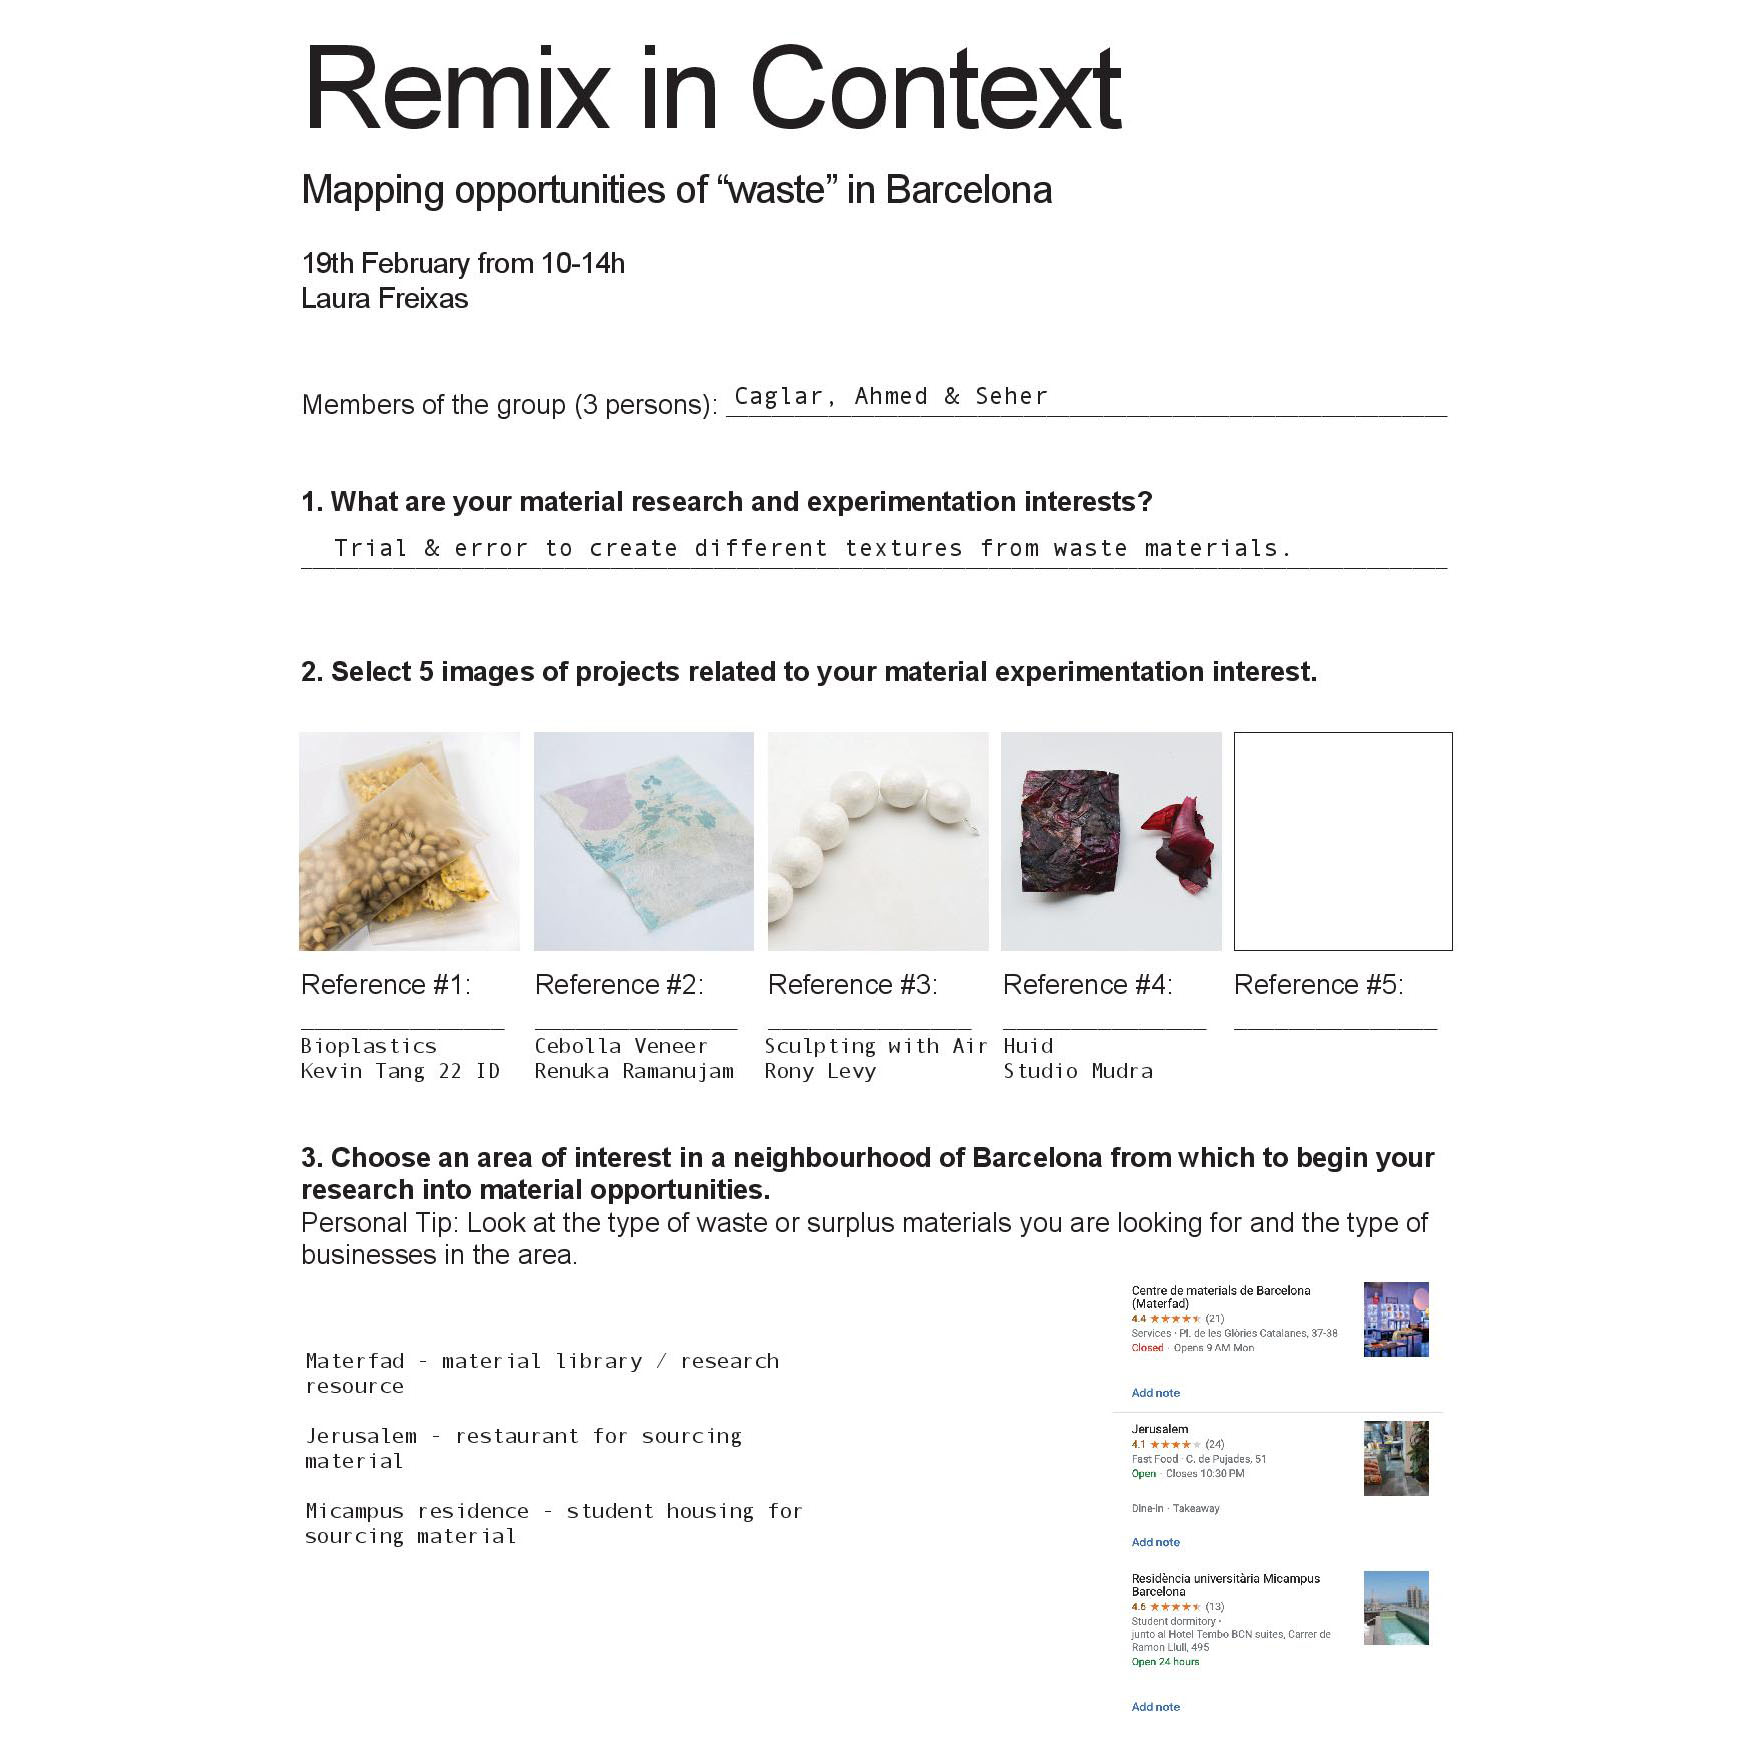 Remix in Context
Mapping opportunities of “waste” in Barcelona
19th February from 10-14h
Laura Freixas
Members of the group (3 persons): Caglar, Ahmed & Seher
1. What are your material research and experimentation interests?
Trial & error to create different textures from waste materials.
2. Select 5 images of projects related to your material experimentation interest.
Reference #1:
Bioplastics
Kevin Tang 22 ID
Reference #2:
Cebolla Veneer
Renuka Ramanujam
Reference #3:
Sculpting with Air
Rony Levy
Reference #4:
Huid
Studio Mudra
Reference #5:
3. Choose an area of interest in a neighbourhood of Barcelona from which to begin your
research into material opportunities.
Personal Tip: Look at the type of waste or surplus materials you are looking for and the type of
businesses in the area.
Materfad - material library / research
resource
Jerusalem - restaurant for sourcing
material
Micampus residence - student housing for
sourcing material
Centre de materials de Barcelona
(Materfad)
4.4 ★★★★★ (21)
Services · Pl. de les Glòries Catalanes, 37-38
Closed · Opens 9 AM Mon
Add note
Jerusalem
4.1 ★★★★★ (24)
Fast Food · C. de Pujades, 51
Open · Closes 10:30 PM
Dine-in · Takeaway
Add note
Residència universitària Micampus
Barcelona
4.6 ★★★★★ (13)
Student dormitory ·
junto al Hotel Tembo BCN suites, Carrer de
Ramon Llull, 495
Open 24 hours
Add note